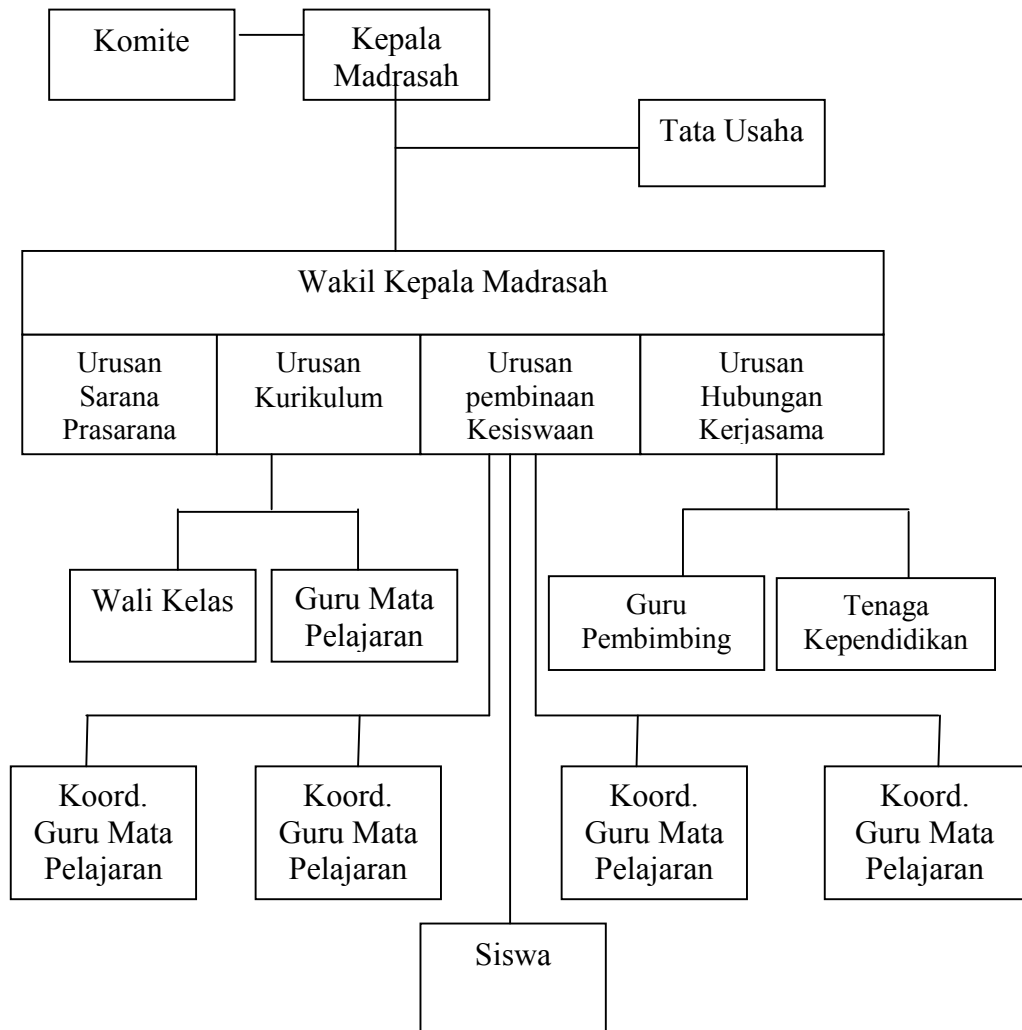 Komite
Kepala
Madrasah
Tata Usaha
Wakil Kepala Madrasah
Urusan
Sarana
Prasarana
Urusan
Kurikulum
Urusan
pembinaan
Kesiswaan
Urusan
Hubungan
Kerjasama
Wali Kelas
Guru Mata
Pelajaran
Guru
Pembimbing
Tenaga
Kependidikan
Koord.
Guru Mata
Pelajaran
Koord.
Guru Mata
Pelajaran
Koord.
Guru Mata
Pelajaran
Koord.
Guru Mata
Pelajaran
Siswa